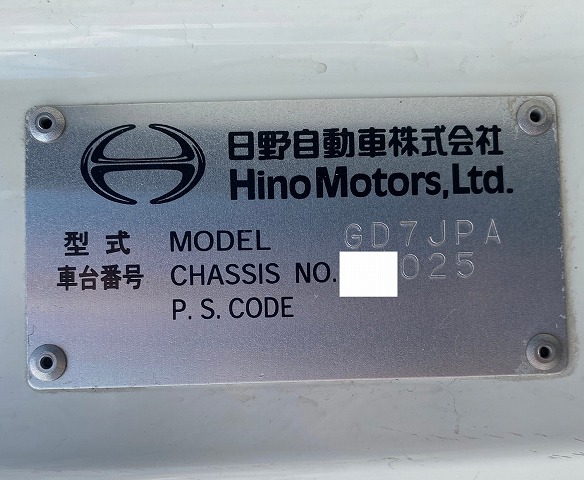 日野自動車株式会社
Hino Motors, Ltd.
型式 MODEL GD7JPA
車台番号 CHASSIS NO. 025
P.S.CODE